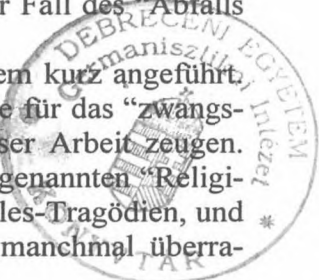 r Fall des "Abfalls
em kurz angeführt.
e für das "zwangs-
ser Arbeit zeugen.
genannten "Religi-
les-Tragödien, und
manchmal überra-
DEBRECENI EGYETEM
Germanisztikai Intézet
* KÖNYVTÁR *